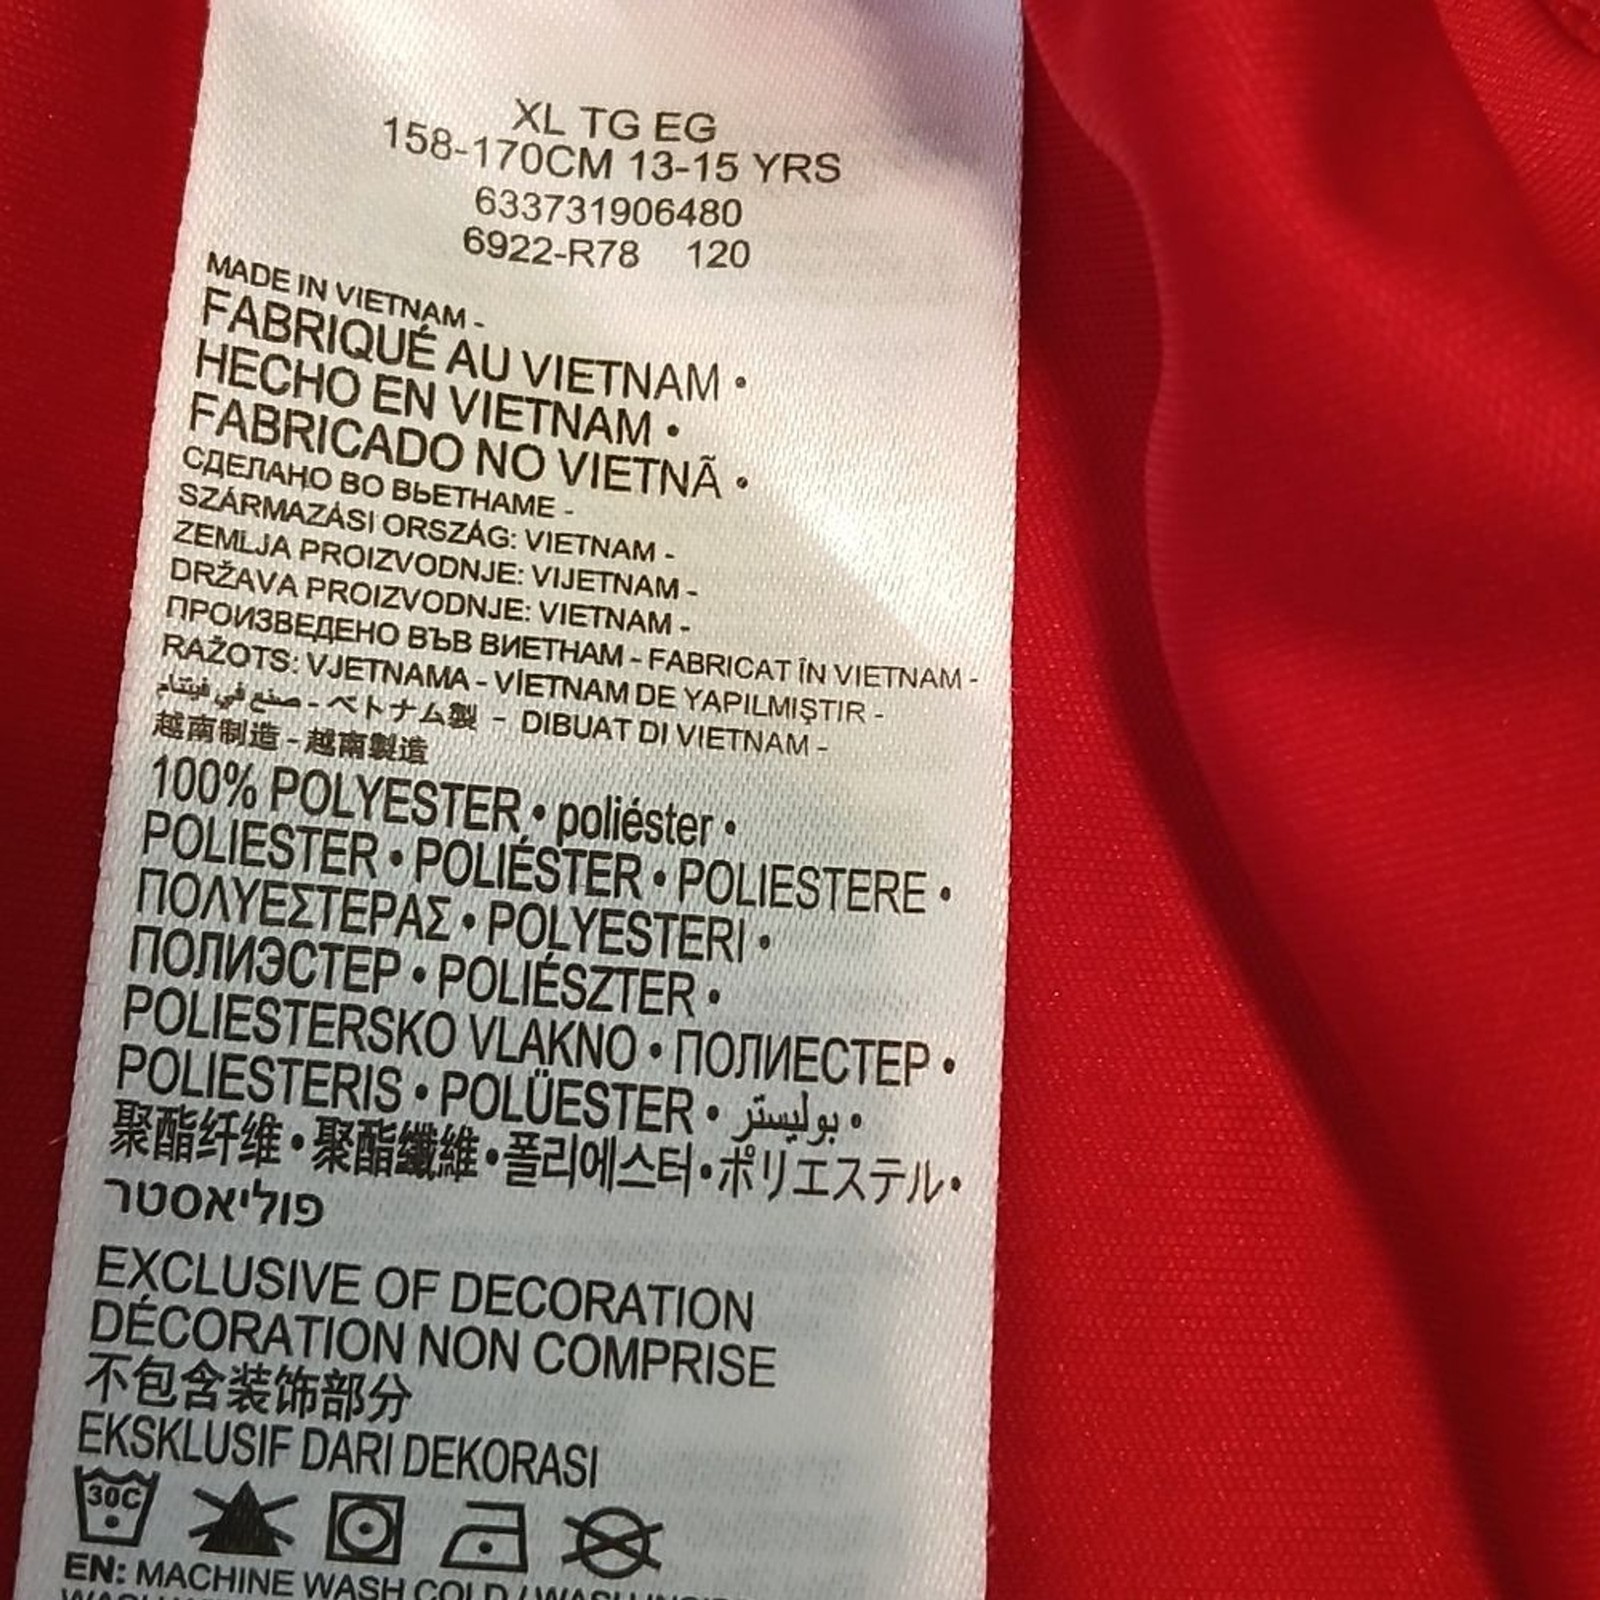 XL TG EG
158-170CM 13-15 YRS
633731906480
6922-R78 120
MADE IN VIETNAM -
FABRIQUÉ AU VIETNAM •
HECHO EN VIETNAM •
FABRICADO NO VIETNÃ •
СДЕЛАНО ВО ВЬЕТНАМЕ -
SZÁRMAZÁSI ORSZÁG: VIETNAM -
ZEMLJA PROIZVODNJE: VIJETNAM -
DRŽAVA PROIZVODNJE: VIETNAM -
ПРОИЗВЕДЕНО ВЪВ ВИЕТНАМ - FABRICAT ÎN VIETNAM -
RAŽOTS: VJETNAMA - VİETNAM DE YAPILMIŞTIR -
صنع في فيتنام - ベトナム製 - DIBUAT DI VIETNAM -
越南制造 - 越南製造
100% POLYESTER • poliéster •
POLIESTER • POLIÉSTER • POLIESTERE •
ΠΟΛΥΕΣΤΕΡΑΣ • POLYESTERI •
ПОЛИЭСТЕР • POLIÉSZTER •
POLIESTERSKO VLAKNO • ПОЛИЕСТЕР •
POLIESTERIS • POLÜESTER • بوليستر •
聚酯纤维 • 聚酯纖維 • 폴리에스터 • ポリエステル •
פוליאסטר
EXCLUSIVE OF DECORATION
DÉCORATION NON COMPRISE
不包含装饰部分
EKSKLUSIF DARI DEKORASI
30C
EN: MACHINE WASH COLD / WASH INSIDE